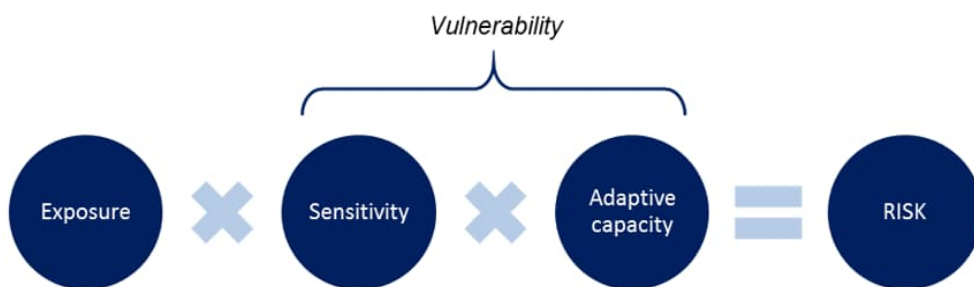 Vulnerability
Exposure
Sensitivity
Adaptive
capacity
RISK